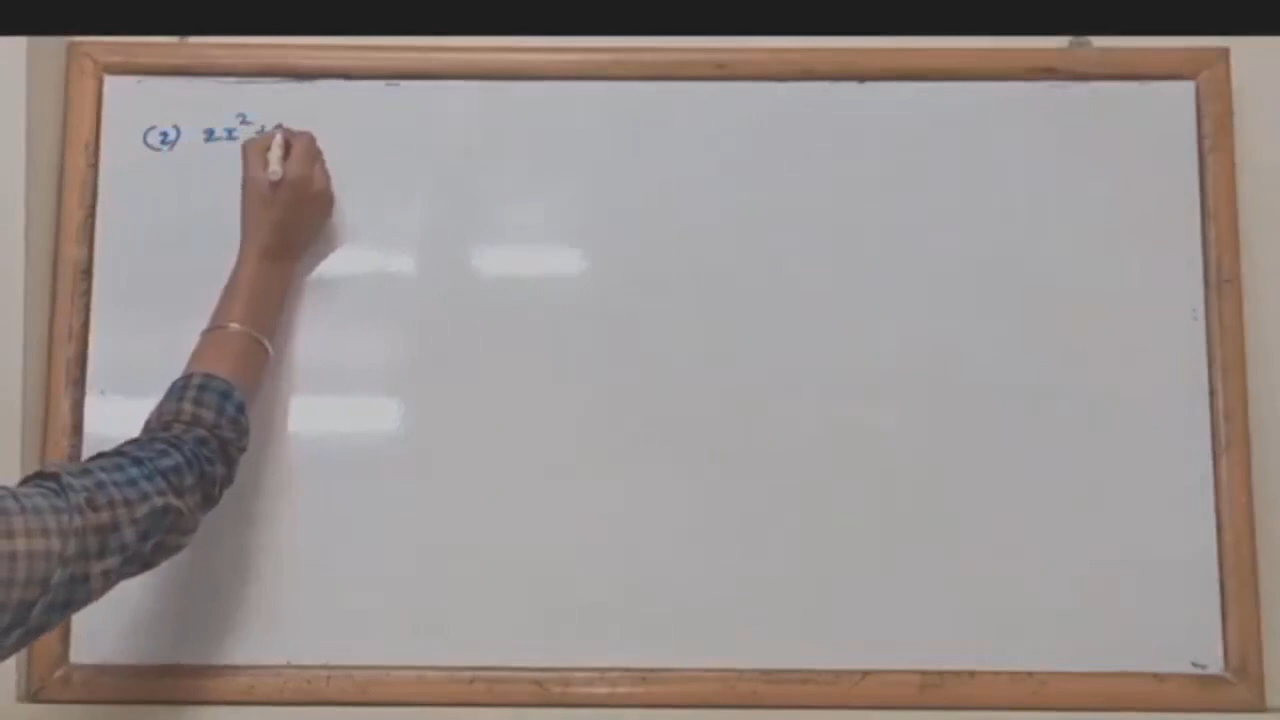 (2) 2x² +